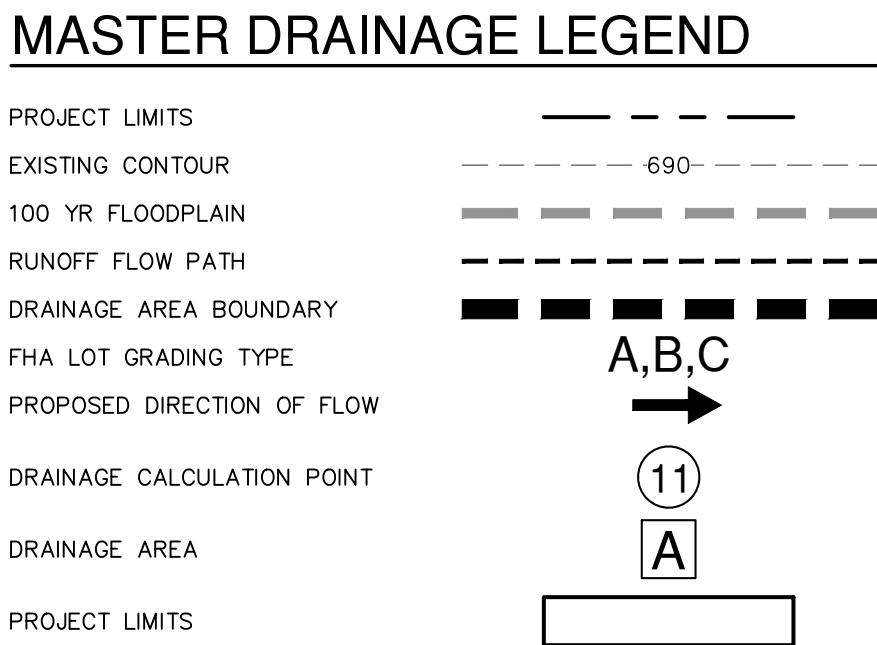 MASTER DRAINAGE LEGEND
PROJECT LIMITS
EXISTING CONTOUR 690
100 YR FLOODPLAIN
RUNOFF FLOW PATH
DRAINAGE AREA BOUNDARY
FHA LOT GRADING TYPE A,B,C
PROPOSED DIRECTION OF FLOW
DRAINAGE CALCULATION POINT 11
DRAINAGE AREA A
PROJECT LIMITS